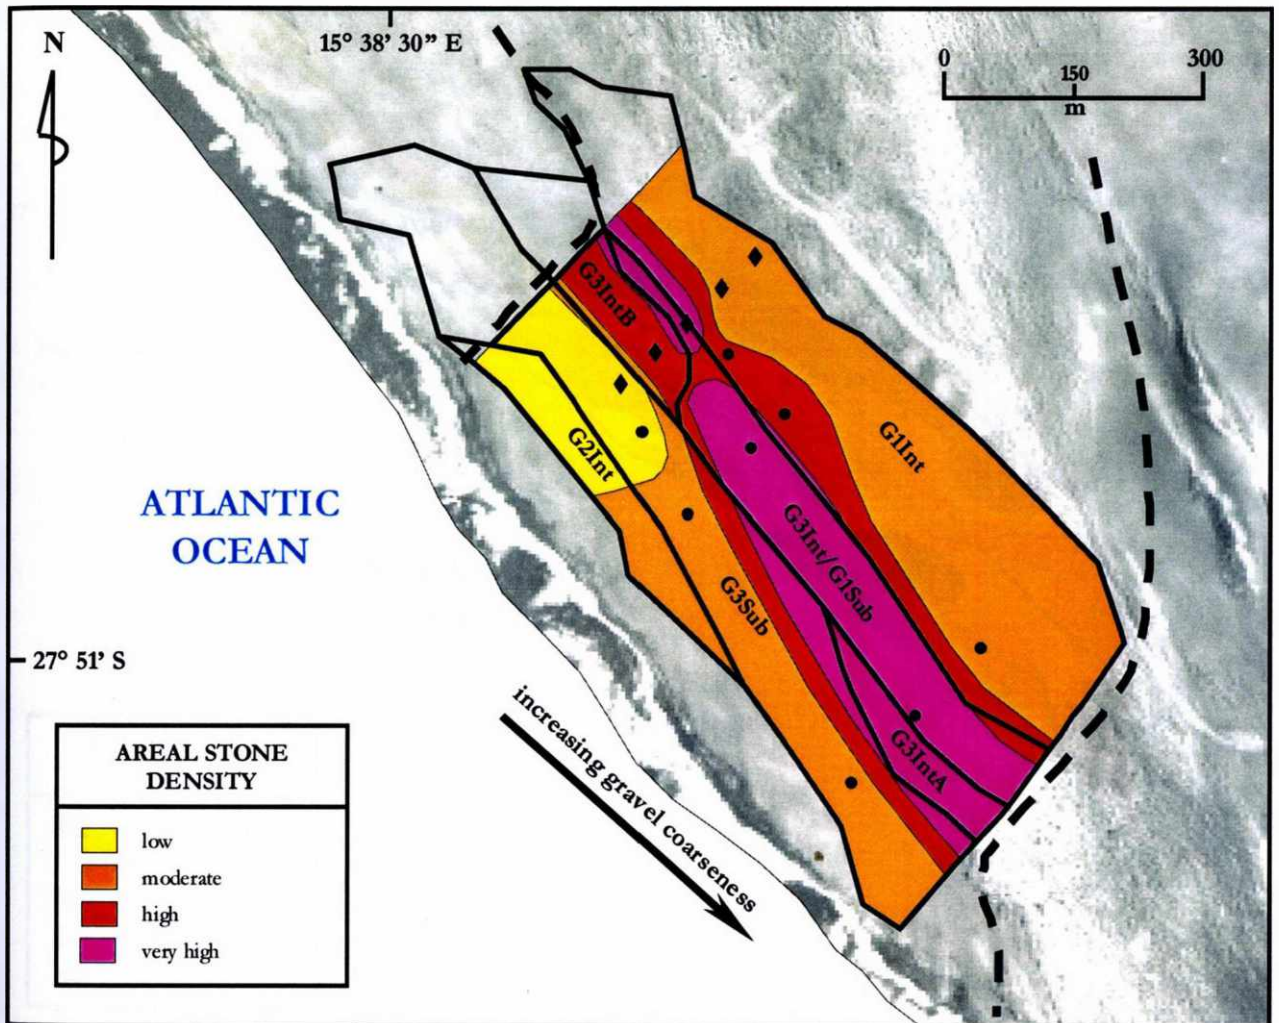 N
15° 38' 30” E
0
300
150
m
G3IntB
G1Int
G2Int
G3Int/G1Sub
G3Sub
G3IntA
ATLANTIC
OCEAN
27° 51' S
increasing gravel coarseness
AREAL STONE
DENSITY
low
moderate
high
very high